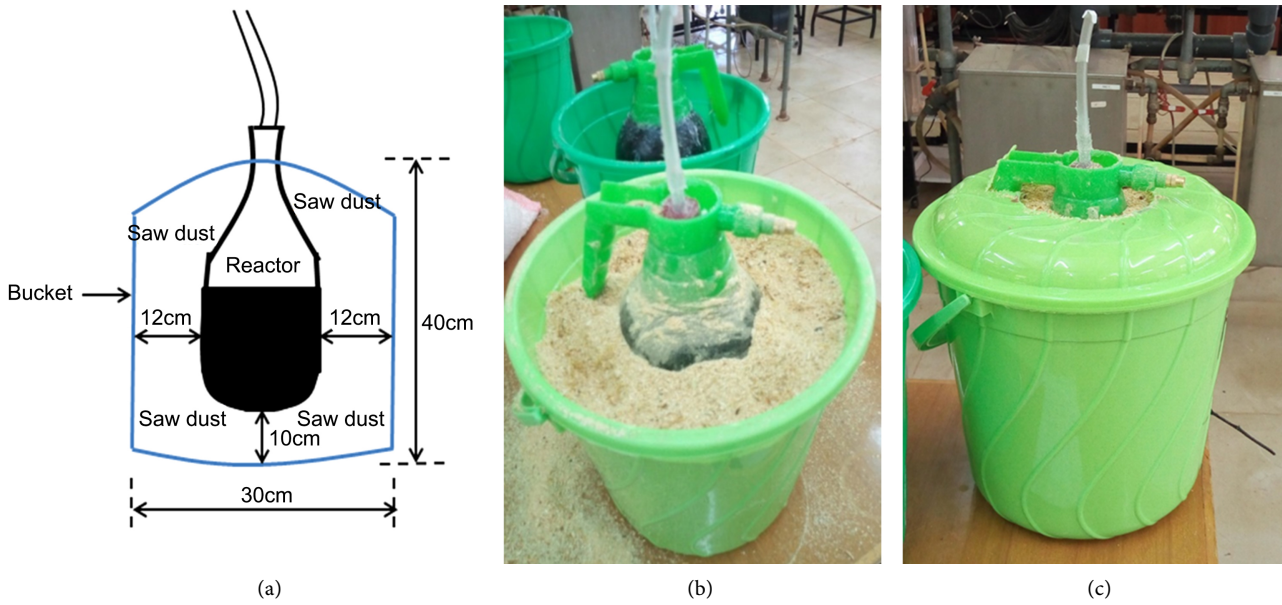 Saw dust
Saw dust
Reactor
Bucket
12cm
12cm
40cm
Saw dust
Saw dust
10cm
30cm
(a)
(b)
(c)